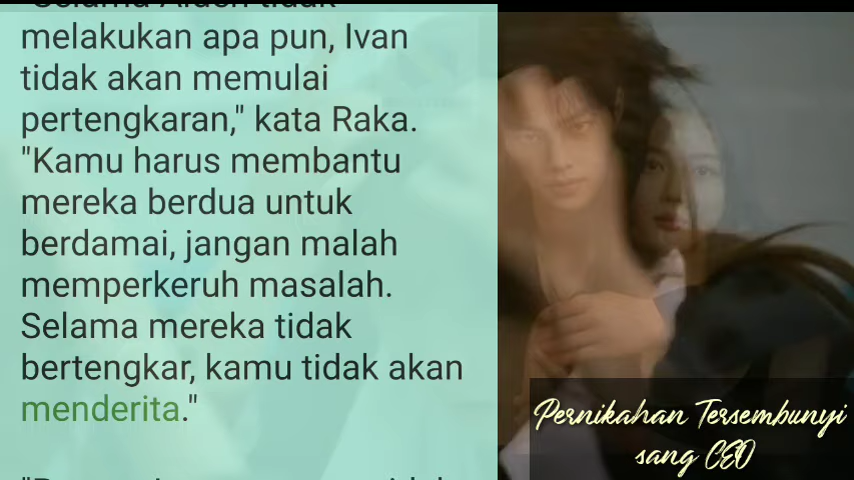 melakukan apa pun, Ivan
tidak akan memulai
pertengkaran," kata Raka.
"Kamu harus membantu
mereka berdua untuk
berdamai, jangan malah
memperkeruh masalah.
Selama mereka tidak
bertengkar, kamu tidak akan
menderita."
Pernikahan Tersembunyi
sang CEO